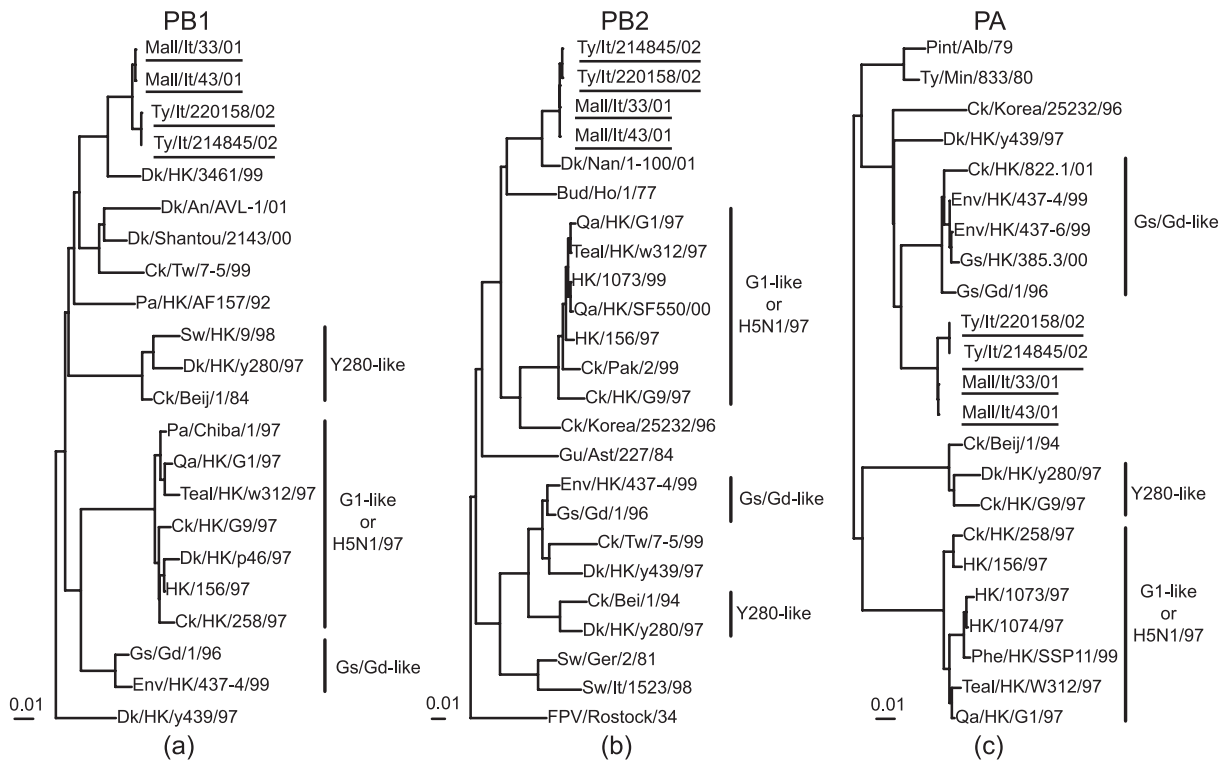 PB1
Mall/It/33/01
Mall/It/43/01
Ty/It/220158/02
Ty/It/214845/02
Dk/HK/3461/99
Dk/An/AVL-1/01
Dk/Shantou/2143/00
Ck/Tw/7-5/99
Pa/HK/AF157/92
Sw/HK/9/98
Dk/HK/y280/97
Ck/Beij/1/84
Y280-like
Pa/Chiba/1/97
Qa/HK/G1/97
Teal/HK/w312/97
Ck/HK/G9/97
Dk/HK/p46/97
HK/156/97
Ck/HK/258/97
G1-like
or
H5N1/97
Gs/Gd/1/96
Env/HK/437-4/99
Gs/Gd-like
Dk/HK/y439/97
0.01
(a)
PB2
Ty/It/214845/02
Ty/It/220158/02
Mall/It/33/01
Mall/It/43/01
Dk/Nan/1-100/01
Bud/Ho/1/77
Qa/HK/G1/97
Teal/HK/w312/97
HK/1073/99
Qa/HK/SF550/00
HK/156/97
Ck/Pak/2/99
Ck/HK/G9/97
G1-like
or
H5N1/97
Ck/Korea/25232/96
Gu/Ast/227/84
Env/HK/437-4/99
Gs/Gd/1/96
Gs/Gd-like
Ck/Tw/7-5/99
Dk/HK/y439/97
Ck/Bei/1/94
Dk/HK/y280/97
Y280-like
Sw/Ger/2/81
Sw/It/1523/98
FPV/Rostock/34
0.01
(b)
PA
Pint/Alb/79
Ty/Min/833/80
Ck/Korea/25232/96
Dk/HK/y439/97
Ck/HK/822.1/01
Env/HK/437-4/99
Env/HK/437-6/99
Gs/HK/385.3/00
Gs/Gd/1/96
Gs/Gd-like
Ty/It/220158/02
Ty/It/214845/02
Mall/It/33/01
Mall/It/43/01
Ck/Beij/1/94
Dk/HK/y280/97
Ck/HK/G9/97
Y280-like
Ck/HK/258/97
HK/156/97
HK/1073/97
HK/1074/97
Phe/HK/SSP11/99
Teal/HK/W312/97
Qa/HK/G1/97
G1-like
or
H5N1/97
0.01
(c)